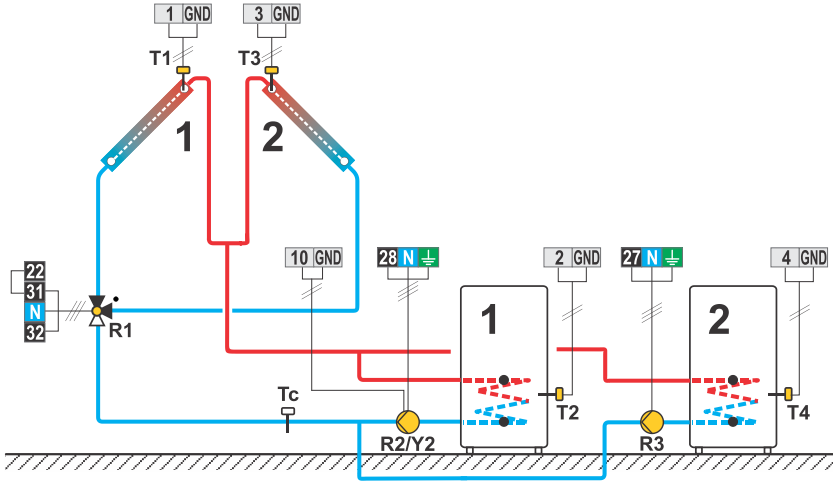 1 GND
3 GND
T1
T3
1
2
10 GND
28 N
2 GND
27 N
4 GND
22
31
N
32
R1
1
2
Tc
T2
T4
R2/Y2
R3